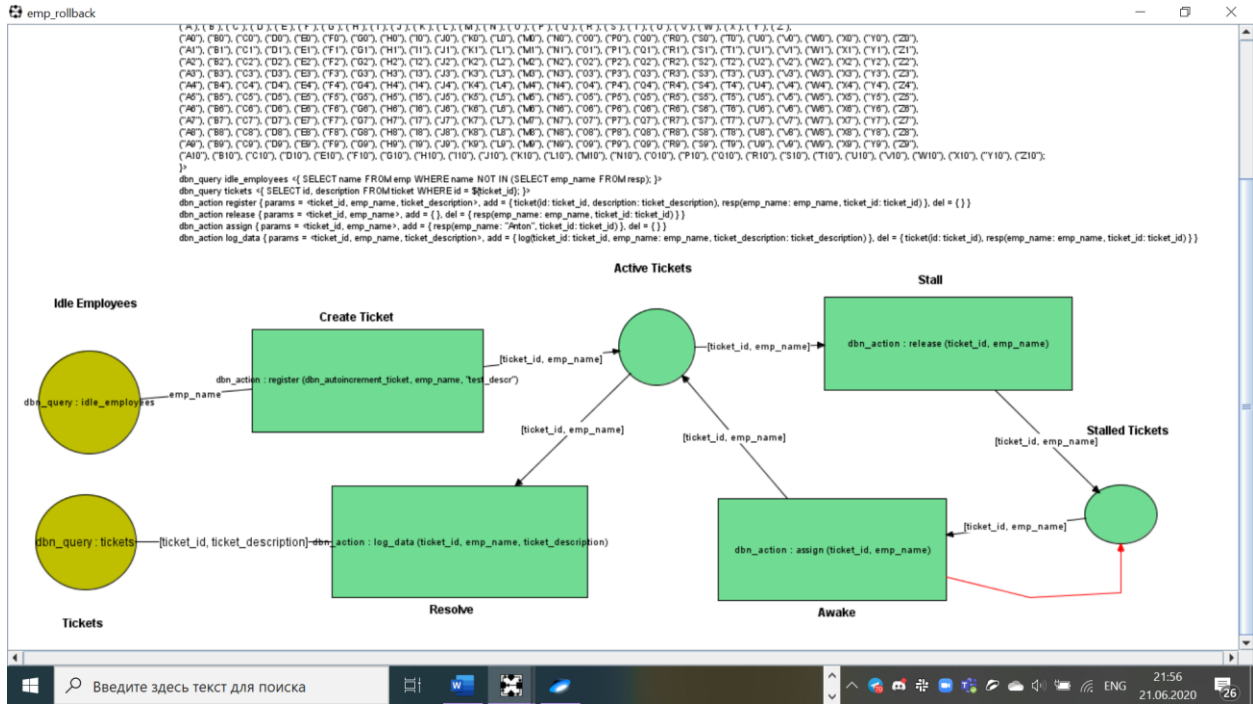 emp_rollback
("A0"), ("B0"), ("C0"), ("D0"), ("E0"), ("F0"), ("G0"), ("H0"), ("I0"), ("J0"), ("K0"), ("L0"), ("M0"), ("N0"), ("O0"), ("P0"), ("Q0"), ("R0"), ("S0"), ("T0"), ("U0"), ("V0"), ("W0"), ("X0"), ("Y0"), ("Z0"),
("A1"), ("B1"), ("C1"), ("D1"), ("E1"), ("F1"), ("G1"), ("H1"), ("I1"), ("J1"), ("K1"), ("L1"), ("M1"), ("N1"), ("O1"), ("P1"), ("Q1"), ("R1"), ("S1"), ("T1"), ("U1"), ("V1"), ("W1"), ("X1"), ("Y1"), ("Z1"),
("A2"), ("B2"), ("C2"), ("D2"), ("E2"), ("F2"), ("G2"), ("H2"), ("I2"), ("J2"), ("K2"), ("L2"), ("M2"), ("N2"), ("O2"), ("P2"), ("Q2"), ("R2"), ("S2"), ("T2"), ("U2"), ("V2"), ("W2"), ("X2"), ("Y2"), ("Z2"),
("A3"), ("B3"), ("C3"), ("D3"), ("E3"), ("F3"), ("G3"), ("H3"), ("I3"), ("J3"), ("K3"), ("L3"), ("M3"), ("N3"), ("O3"), ("P3"), ("Q3"), ("R3"), ("S3"), ("T3"), ("U3"), ("V3"), ("W3"), ("X3"), ("Y3"), ("Z3"),
("A4"), ("B4"), ("C4"), ("D4"), ("E4"), ("F4"), ("G4"), ("H4"), ("I4"), ("J4"), ("K4"), ("L4"), ("M4"), ("N4"), ("O4"), ("P4"), ("Q4"), ("R4"), ("S4"), ("T4"), ("U4"), ("V4"), ("W4"), ("X4"), ("Y4"), ("Z4"),
("A5"), ("B5"), ("C5"), ("D5"), ("E5"), ("F5"), ("G5"), ("H5"), ("I5"), ("J5"), ("K5"), ("L5"), ("M5"), ("N5"), ("O5"), ("P5"), ("Q5"), ("R5"), ("S5"), ("T5"), ("U5"), ("V5"), ("W5"), ("X5"), ("Y5"), ("Z5"),
("A6"), ("B6"), ("C6"), ("D6"), ("E6"), ("F6"), ("G6"), ("H6"), ("I6"), ("J6"), ("K6"), ("L6"), ("M6"), ("N6"), ("O6"), ("P6"), ("Q6"), ("R6"), ("S6"), ("T6"), ("U6"), ("V6"), ("W6"), ("X6"), ("Y6"), ("Z6"),
("A7"), ("B7"), ("C7"), ("D7"), ("E7"), ("F7"), ("G7"), ("H7"), ("I7"), ("J7"), ("K7"), ("L7"), ("M7"), ("N7"), ("O7"), ("P7"), ("Q7"), ("R7"), ("S7"), ("T7"), ("U7"), ("V7"), ("W7"), ("X7"), ("Y7"), ("Z7"),
("A8"), ("B8"), ("C8"), ("D8"), ("E8"), ("F8"), ("G8"), ("H8"), ("I8"), ("J8"), ("K8"), ("L8"), ("M8"), ("N8"), ("O8"), ("P8"), ("Q8"), ("R8"), ("S8"), ("T8"), ("U8"), ("V8"), ("W8"), ("X8"), ("Y8"), ("Z8"),
("A9"), ("B9"), ("C9"), ("D9"), ("E9"), ("F9"), ("G9"), ("H9"), ("I9"), ("J9"), ("K9"), ("L9"), ("M9"), ("N9"), ("O9"), ("P9"), ("Q9"), ("R9"), ("S9"), ("T9"), ("U9"), ("V9"), ("W9"), ("X9"), ("Y9"), ("Z9"),
("A10"), ("B10"), ("C10"), ("D10"), ("E10"), ("F10"), ("G10"), ("H10"), ("I10"), ("J10"), ("K10"), ("L10"), ("M10"), ("N10"), ("O10"), ("P10"), ("Q10"), ("R10"), ("S10"), ("T10"), ("U10"), ("V10"), ("W10"), ("X10"), ("Y10"), ("Z10");
}>
dbn_query idle_employees <{ SELECT name FROM emp WHERE name NOT IN (SELECT emp_name FROM resp); }>
dbn_query tickets <{ SELECT id, description FROM ticket WHERE id = ${ticket_id}; }>
dbn_action register { params = <ticket_id, emp_name, ticket_description>, add = { ticket(id: ticket_id, description: ticket_description), resp(emp_name: emp_name, ticket_id: ticket_id) }, del = { } }
dbn_action release { params = <ticket_id, emp_name>, add = { }, del = { resp(emp_name: emp_name, ticket_id: ticket_id) } }
dbn_action assign { params = <ticket_id, emp_name>, add = { resp(emp_name: "Anton", ticket_id: ticket_id) }, del = { } }
dbn_action log_data { params = <ticket_id, emp_name, ticket_description>, add = { log(ticket_id: ticket_id, emp_name: emp_name, ticket_description: ticket_description) }, del = { ticket(id: ticket_id), resp(emp_name: emp_name, ticket_id: ticket_id) } }
Active Tickets
Stall
Idle Employees
Create Ticket
[ticket_id, emp_name]
[ticket_id, emp_name]
dbn_action : release (ticket_id, emp_name)
dbn_action : register (dbn_autoincrement_ticket, emp_name, "test_descr")
emp_name
dbn_query : idle_employees
[ticket_id, emp_name]
[ticket_id, emp_name]
Stalled Tickets
[ticket_id, emp_name]
[ticket_id, emp_name]
dbn_query : tickets
[ticket_id, ticket_description]
dbn_action : log_data (ticket_id, emp_name, ticket_description)
dbn_action : assign (ticket_id, emp_name)
Resolve
Awake
Tickets
Введите здесь текст для поиска
ENG
21:56
21.06.2020
26